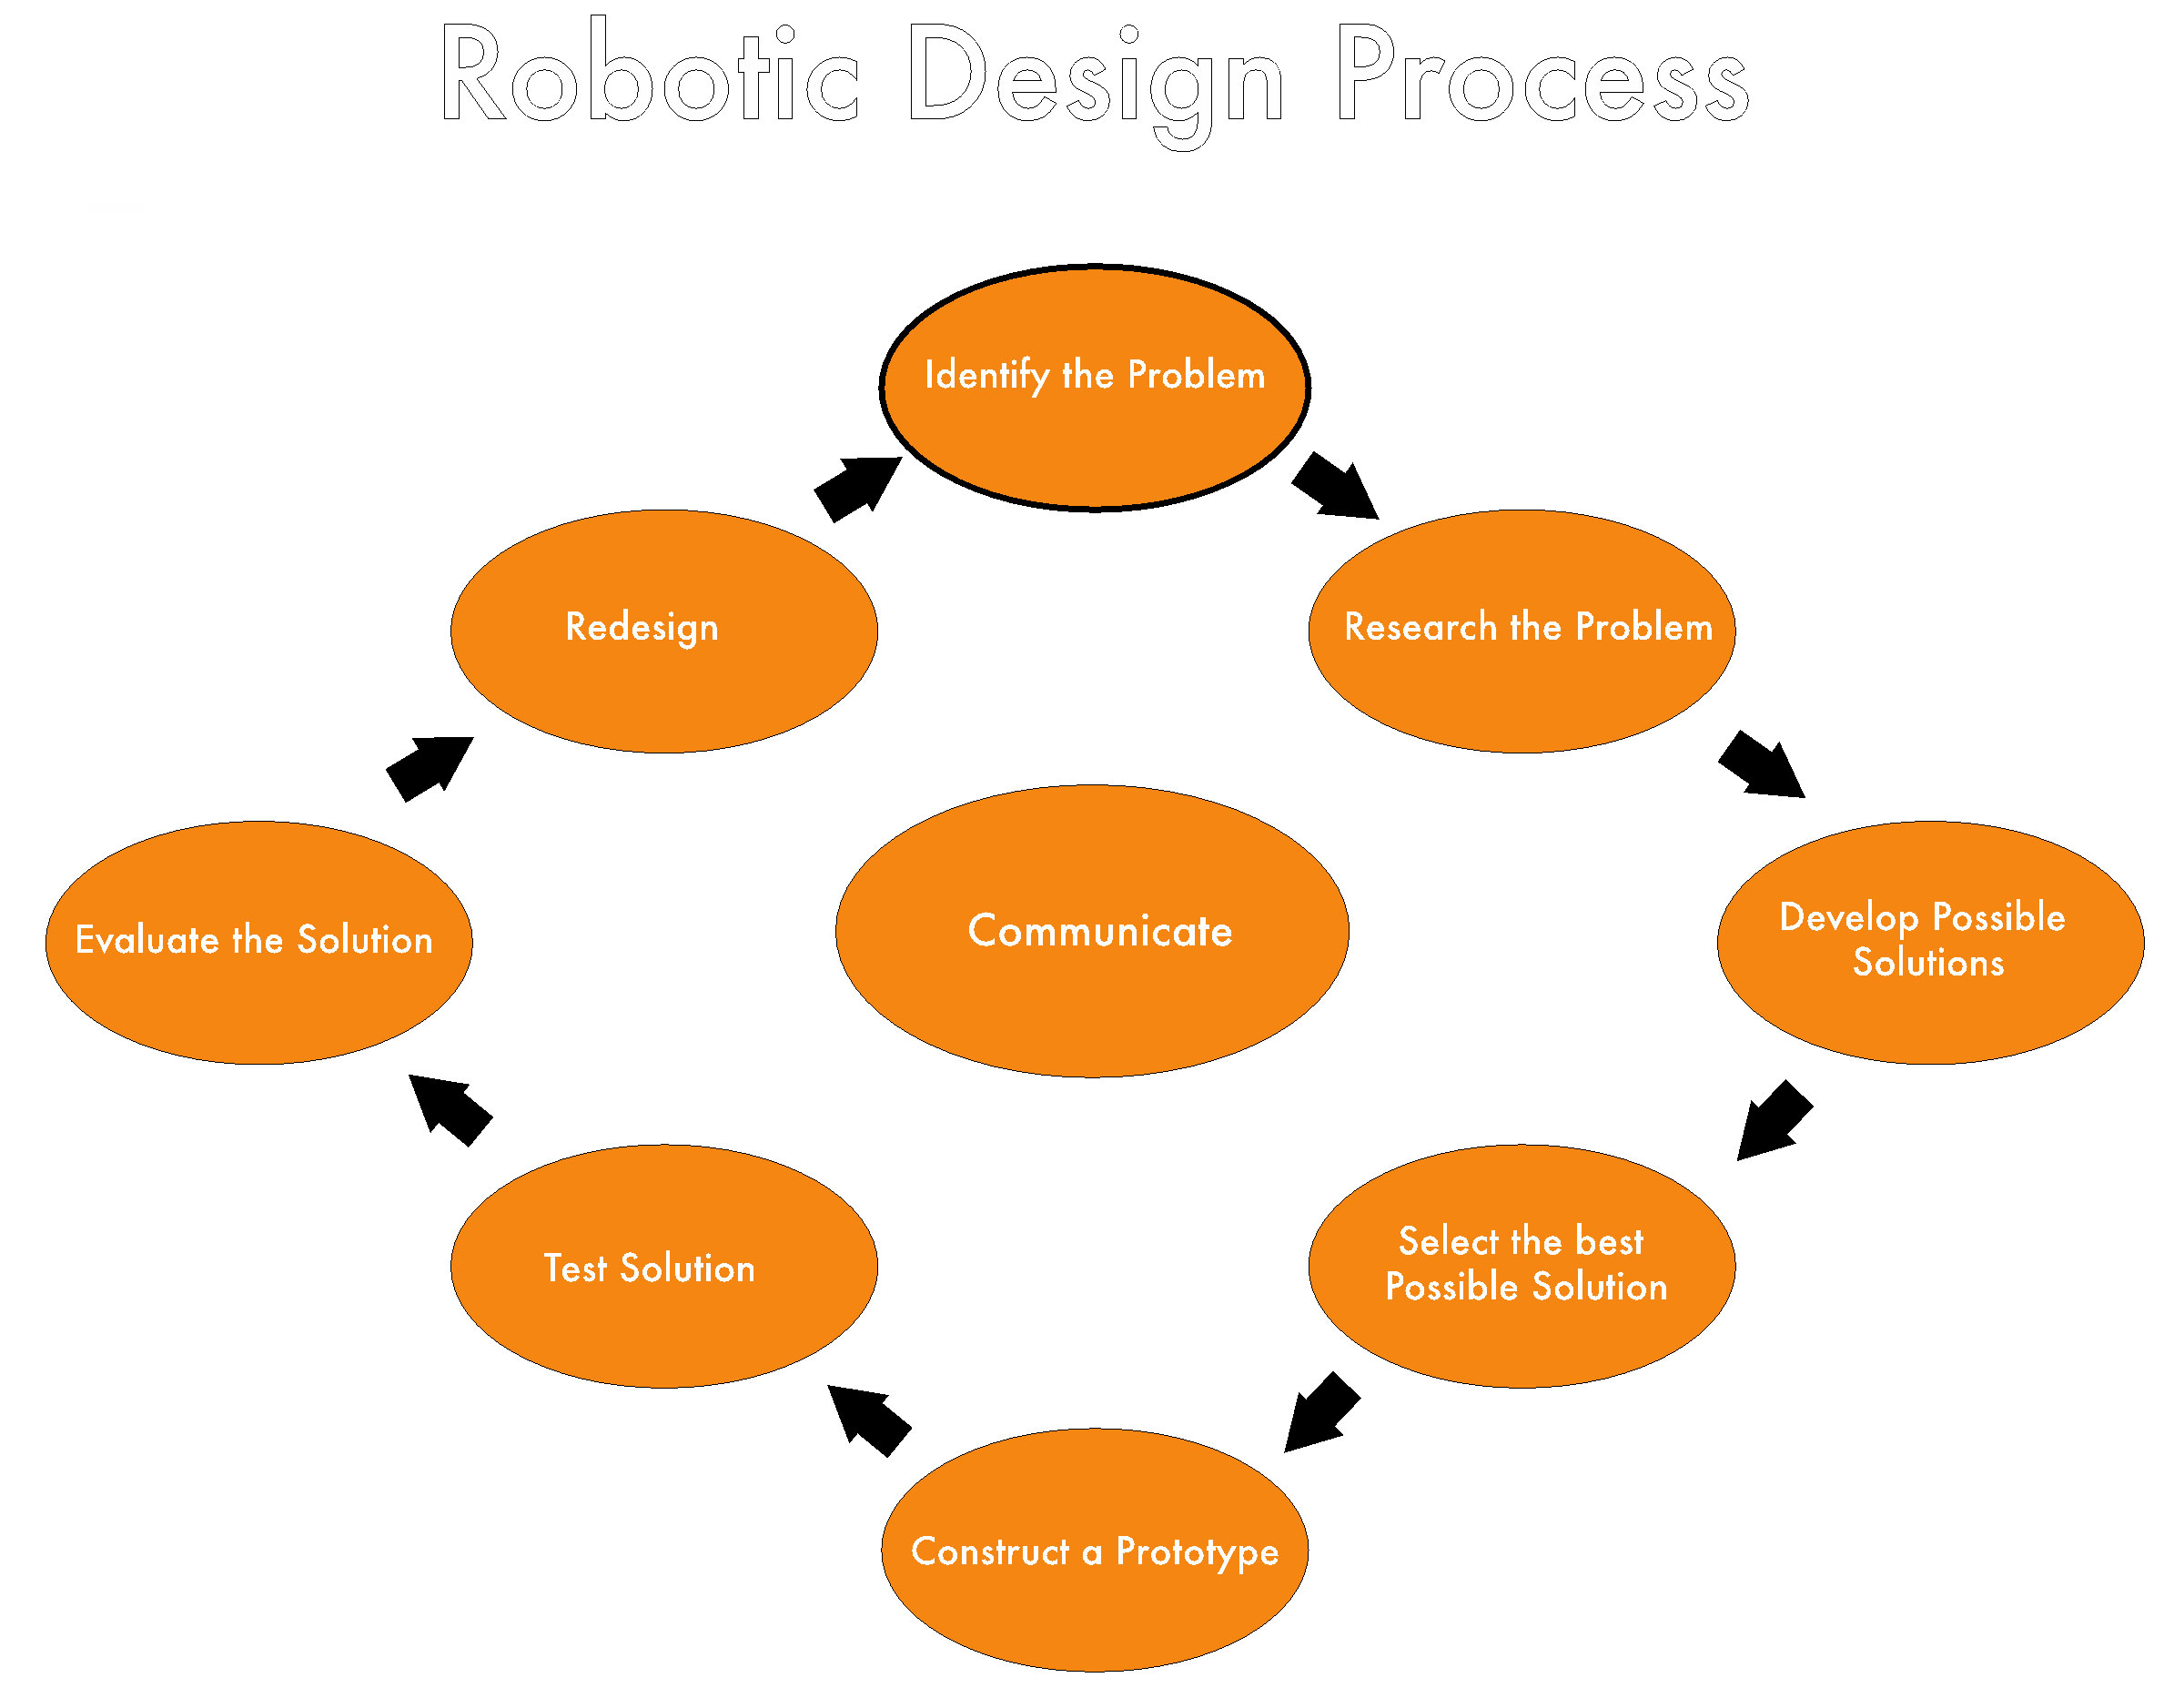 Robotic Design Process
Identify the Problem
Redesign
Research the Problem
Evaluate the Solution
Communicate
Develop Possible
Solutions
Test Solution
Select the best
Possible Solution
Construct a Prototype